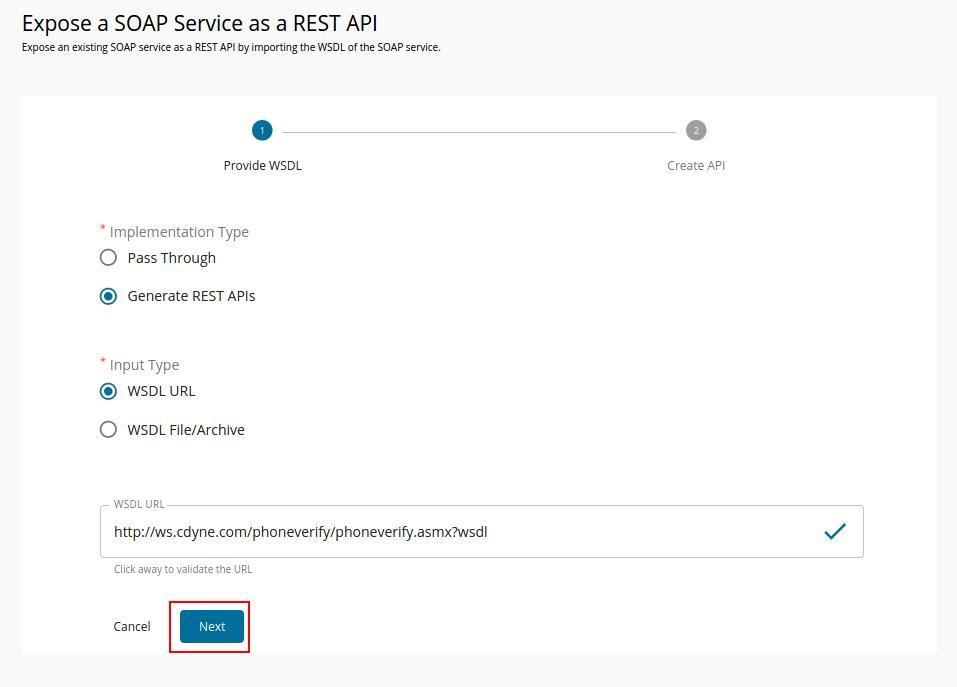 Expose a SOAP Service as a REST API
Expose an existing SOAP service as a REST API by importing the WSDL of the SOAP service.
1
2
Provide WSDL
Create API
* Implementation Type
Pass Through
Generate REST APIs
* Input Type
WSDL URL
WSDL File/Archive
WSDL URL
http://ws.cdyne.com/phoneverify/phoneverify.asmx?wsdl
Click away to validate the URL
Cancel
Next